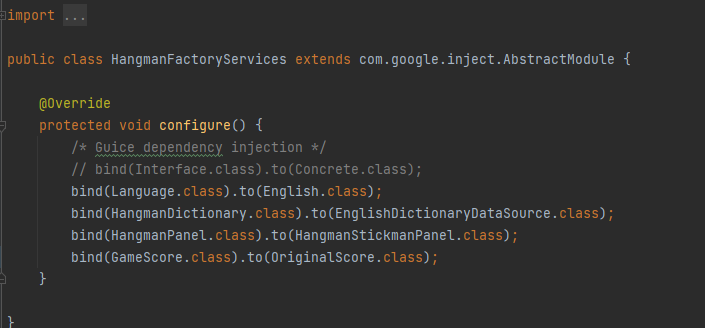 import ...
public class HangmanFactoryServices extends com.google.inject.AbstractModule {
@Override
protected void configure() {
/* Guice dependency injection */
// bind(Interface.class).to(Concrete.class);
bind(Language.class).to(English.class);
bind(HangmanDictionary.class).to(EnglishDictionaryDataSource.class);
bind(HangmanPanel.class).to(HangmanStickmanPanel.class);
bind(GameScore.class).to(OriginalScore.class);
}
}